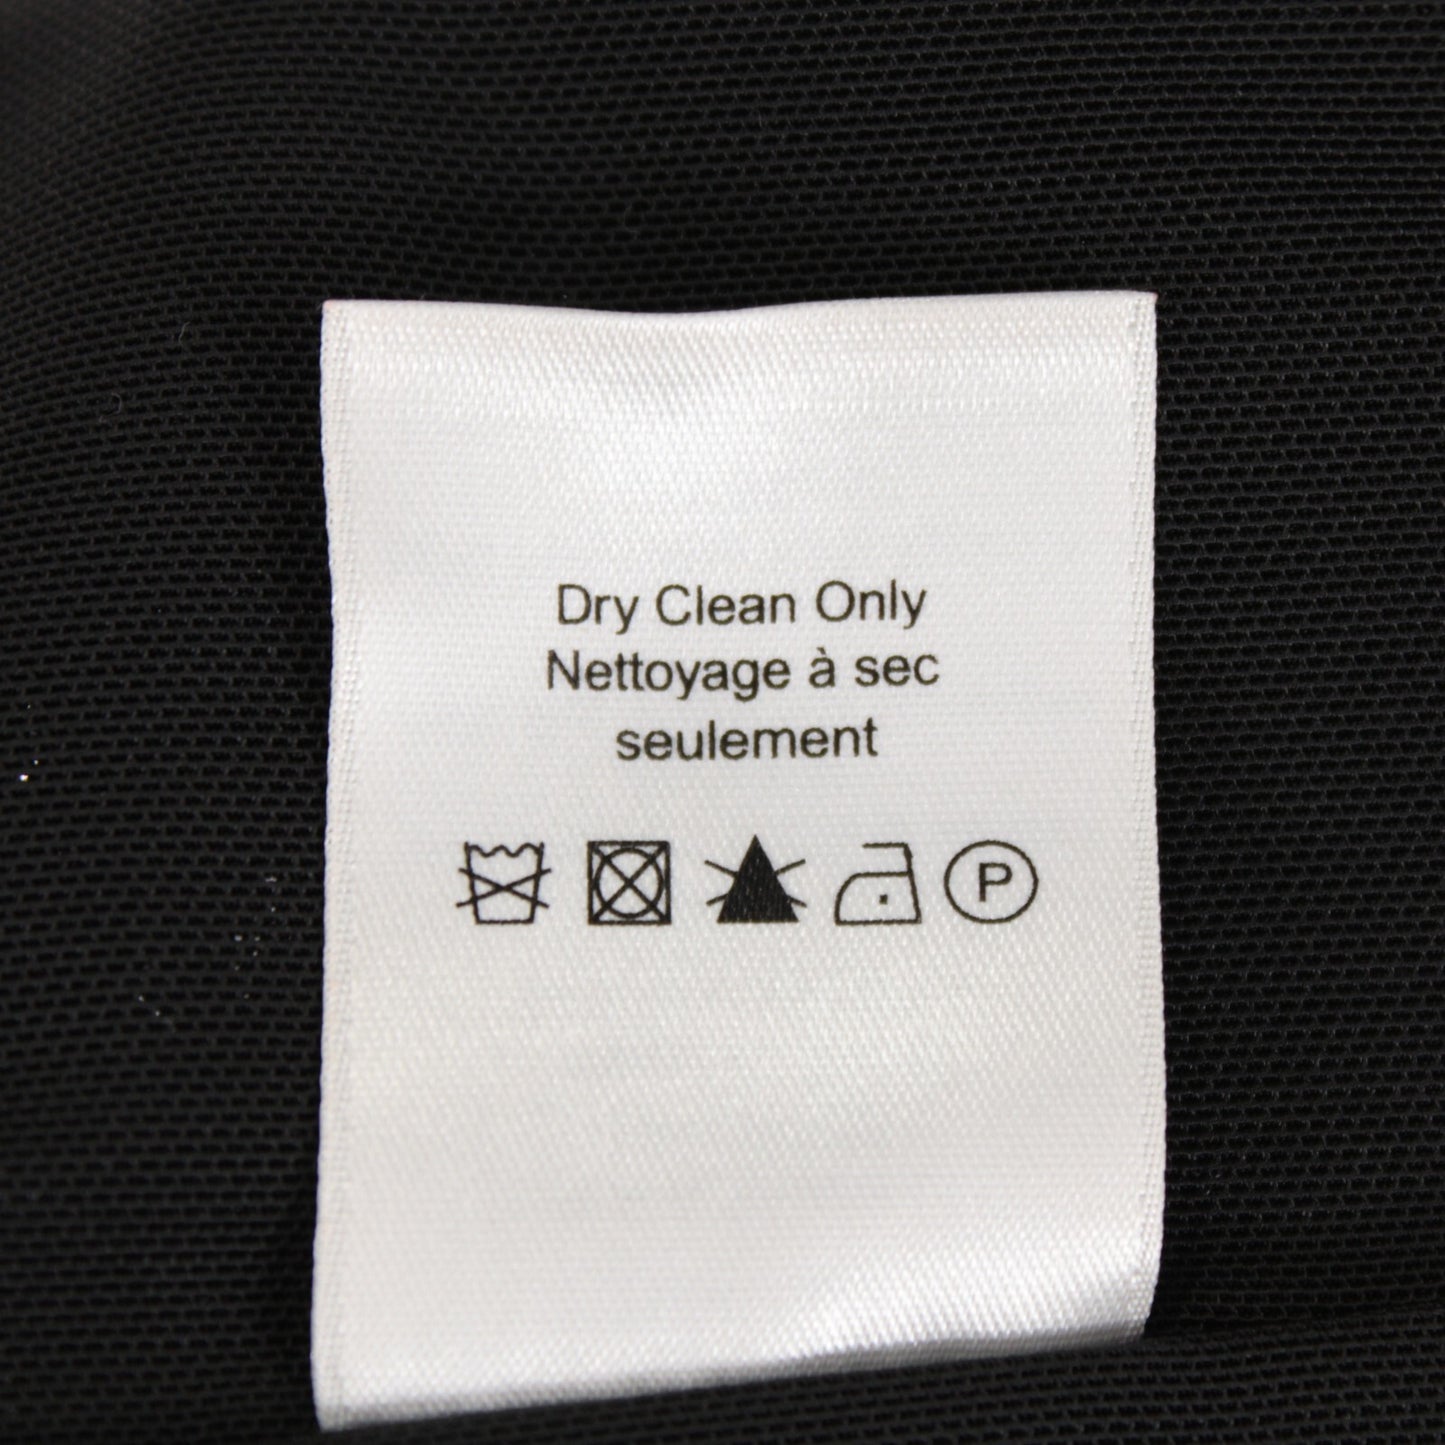 Dry Clean Only
Nettoyage à sec
seulement
P